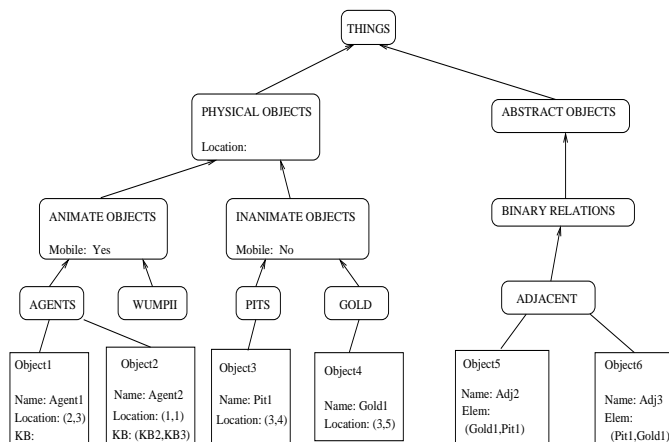 THINGS
PHYSICAL OBJECTS
Location:
ABSTRACT OBJECTS
ANIMATE OBJECTS
Mobile: Yes
INANIMATE OBJECTS
Mobile: No
BINARY RELATIONS
AGENTS
WUMPII
PITS
GOLD
ADJACENT
Object1
Name: Agent1
Location: (2,3)
KB:
Object2
Name: Agent2
Location: (1,1)
KB: (KB2,KB3)
Object3
Name: Pit1
Location: (3,4)
Object4
Name: Gold1
Location: (3,5)
Object5
Name: Adj2
Elem:
(Gold1,Pit1)
Object6
Name: Adj3
Elem:
(Pit1,Gold1)